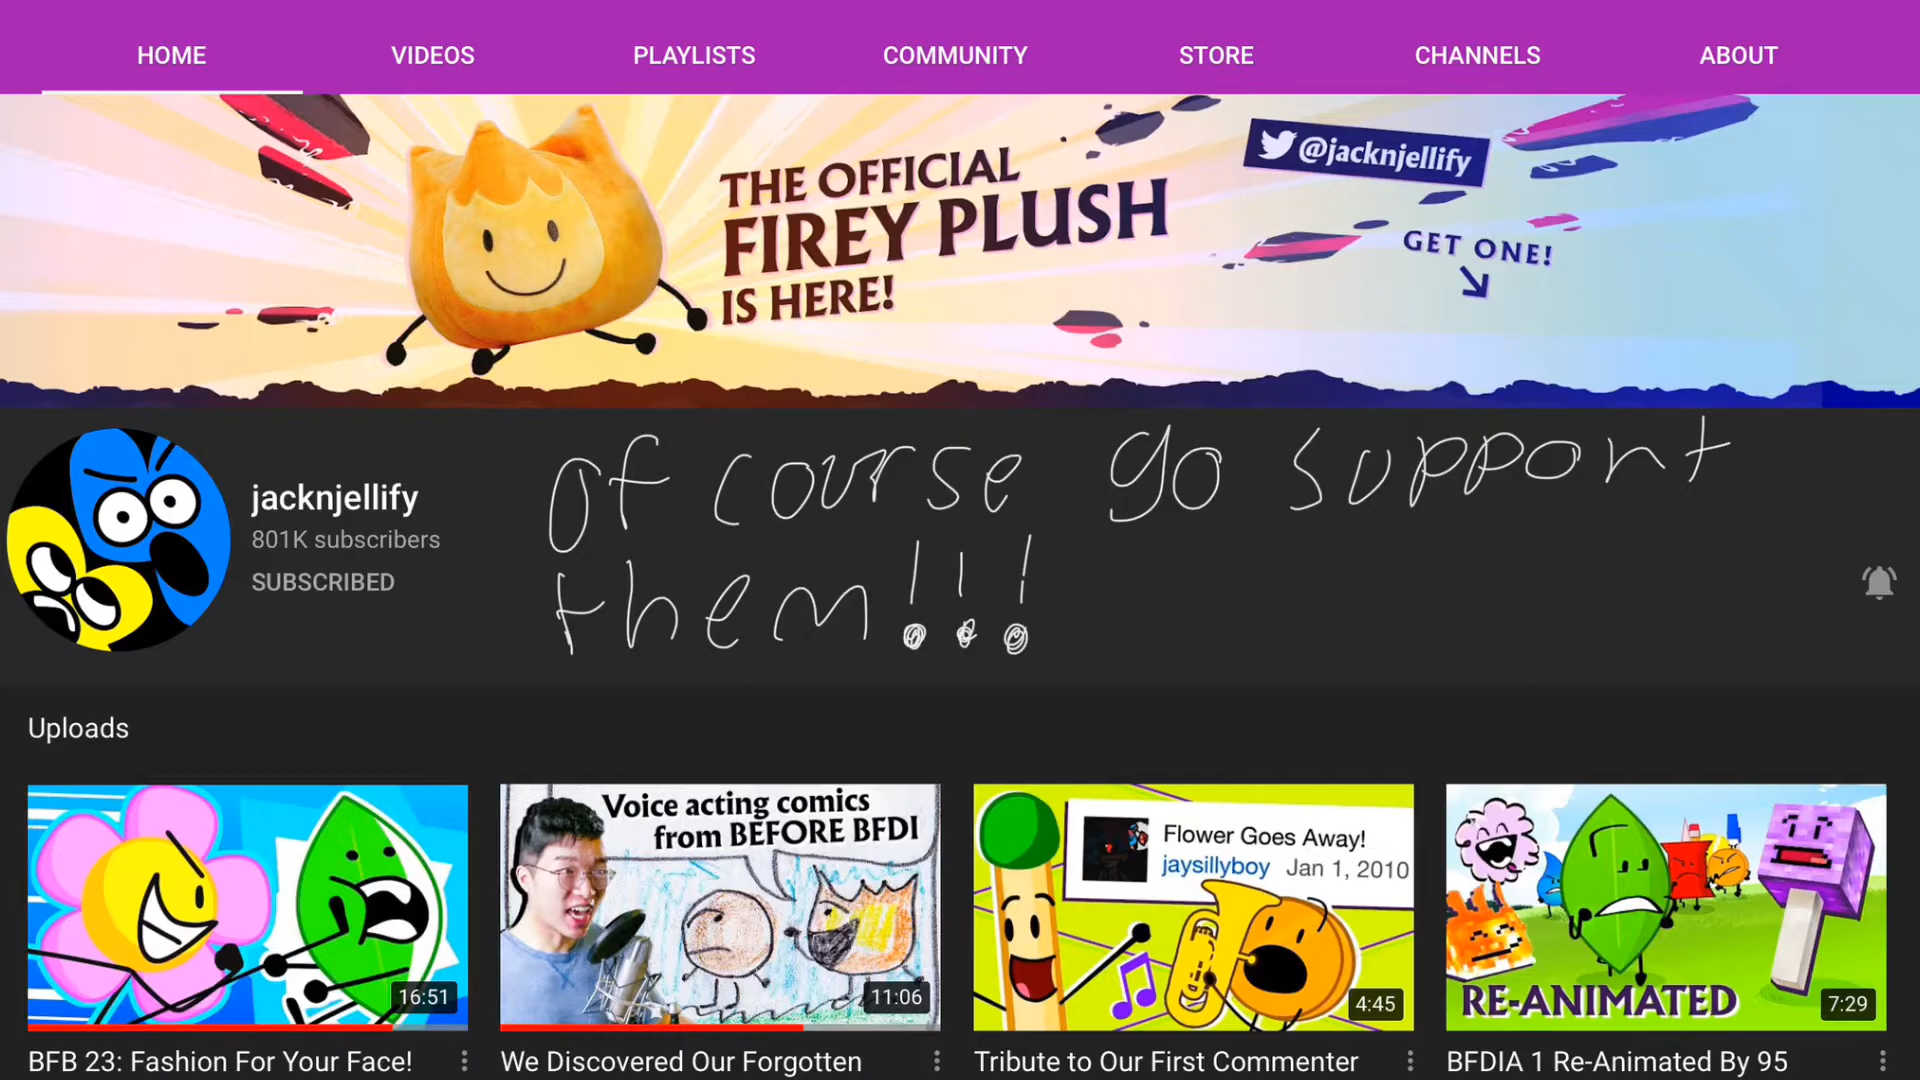 HOME VIDEOS PLAYLISTS COMMUNITY STORE CHANNELS ABOUT
THE OFFICIAL
FIREY PLUSH
IS HERE!
@jacknjellify
GET ONE!
jacknjellify
801K subscribers
SUBSCRIBED
of course go support
them!!!
Uploads
16:51
Voice acting comics
from BEFORE BFDI
11:06
Flower Goes Away!
jaysillyboy Jan 1, 2010
4:45
RE-ANIMATED
7:29
BFB 23: Fashion For Your Face!
We Discovered Our Forgotten
Tribute to Our First Commenter
BFDIA 1 Re-Animated By 95